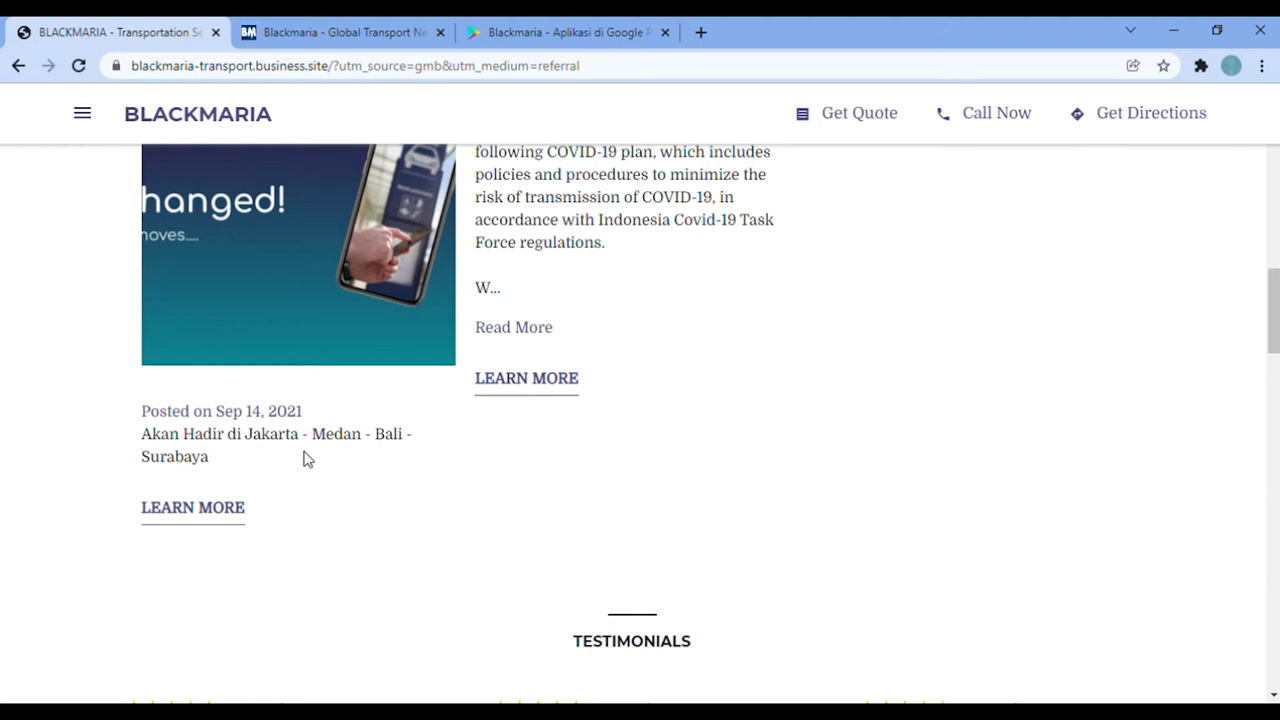 BLACKMARIA - Transportation Se
Blackmaria - Global Transport Ne
Blackmaria - Aplikasi di Google P
blackmaria-transport.business.site/?utm_source=gmb&utm_medium=referral
BLACKMARIA
Get Quote
Call Now
Get Directions
hanged!
noves....
following COVID-19 plan, which includes
policies and procedures to minimize the
risk of transmission of COVID-19, in
accordance with Indonesia Covid-19 Task
Force regulations.
W...
Read More
LEARN MORE
Posted on Sep 14, 2021
Akan Hadir di Jakarta - Medan - Bali -
Surabaya
LEARN MORE
TESTIMONIALS